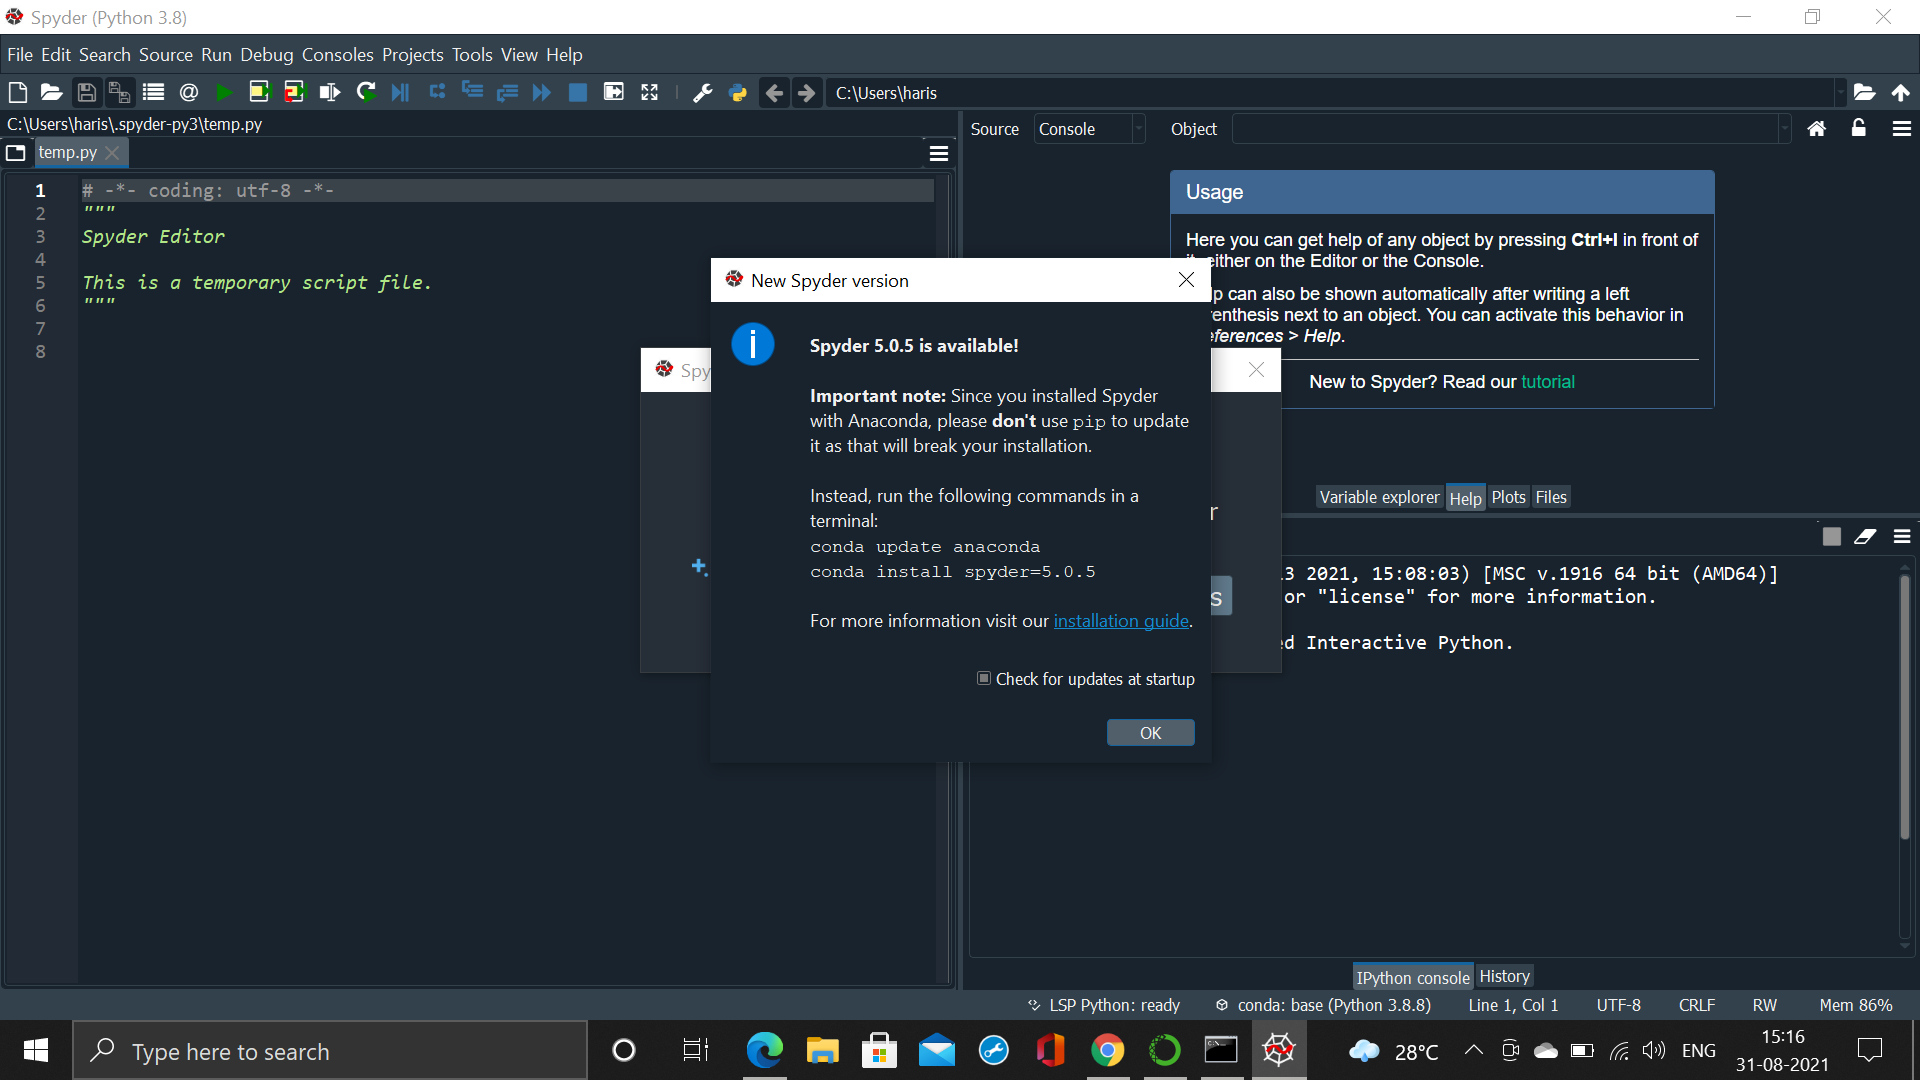 Spyder (Python 3.8)
File Edit Search Source Run Debug Consoles Projects Tools View Help
C:\Users\haris
C:\Users\haris\.spyder-py3\temp.py
temp.py
1 # -*- coding: utf-8 -*-
2 """
3 Spyder Editor
4
5 This is a temporary script file.
6 """
7
8
Source Console Object
Usage
Here you can get help of any object by pressing Ctrl+I in front of
either on the Editor or the Console.
can also be shown automatically after writing a left
next to an object. You can activate this behavior in
> Help.
New to Spyder? Read our tutorial
Variable explorer Help Plots Files
Spy
New Spyder version
Spyder 5.0.5 is available!
Important note: Since you installed Spyder
with Anaconda, please don't use pip to update
it as that will break your installation.
Instead, run the following commands in a
terminal:
conda update anaconda
conda install spyder=5.0.5
For more information visit our installation guide.
Check for updates at startup
OK
r
s
3 2021, 15:08:03) [MSC v.1916 64 bit (AMD64)]
or "license" for more information.
d Interactive Python.
IPython console History
LSP Python: ready conda: base (Python 3.8.8) Line 1, Col 1 UTF-8 CRLF RW Mem 86%
Type here to search
28°C
ENG
15:16
31-08-2021